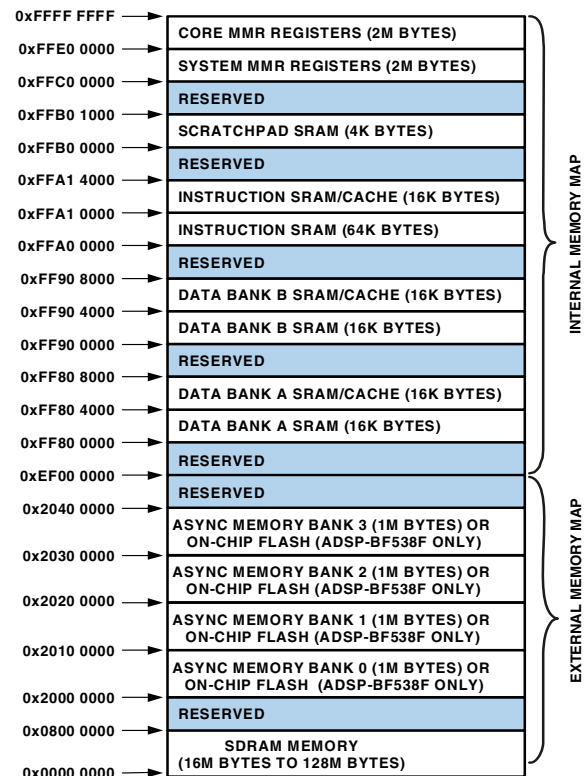 0xFFFF FFFF
CORE MMR REGISTERS (2M BYTES)
0xFFE0 0000
SYSTEM MMR REGISTERS (2M BYTES)
0xFFC0 0000
RESERVED
0xFFB0 1000
SCRATCHPAD SRAM (4K BYTES)
0xFFB0 0000
RESERVED
0xFFA1 4000
INSTRUCTION SRAM/CACHE (16K BYTES)
0xFFA1 0000
INSTRUCTION SRAM (64K BYTES)
0xFFA0 0000
RESERVED
0xFF90 8000
DATA BANK B SRAM/CACHE (16K BYTES)
0xFF90 4000
DATA BANK B SRAM (16K BYTES)
0xFF90 0000
RESERVED
0xFF80 8000
DATA BANK A SRAM/CACHE (16K BYTES)
0xFF80 4000
DATA BANK A SRAM (16K BYTES)
0xFF80 0000
RESERVED
0xEF00 0000
RESERVED
0x2040 0000
ASYNC MEMORY BANK 3 (1M BYTES) OR
ON-CHIP FLASH (ADSP-BF538F ONLY)
0x2030 0000
ASYNC MEMORY BANK 2 (1M BYTES) OR
ON-CHIP FLASH (ADSP-BF538F ONLY)
0x2020 0000
ASYNC MEMORY BANK 1 (1M BYTES) OR
ON-CHIP FLASH (ADSP-BF538F ONLY)
0x2010 0000
ASYNC MEMORY BANK 0 (1M BYTES) OR
ON-CHIP FLASH (ADSP-BF538F ONLY)
0x2000 0000
RESERVED
0x0800 0000
SDRAM MEMORY
(16M BYTES TO 128M BYTES)
0x0000 0000
INTERNAL MEMORY MAP
EXTERNAL MEMORY MAP